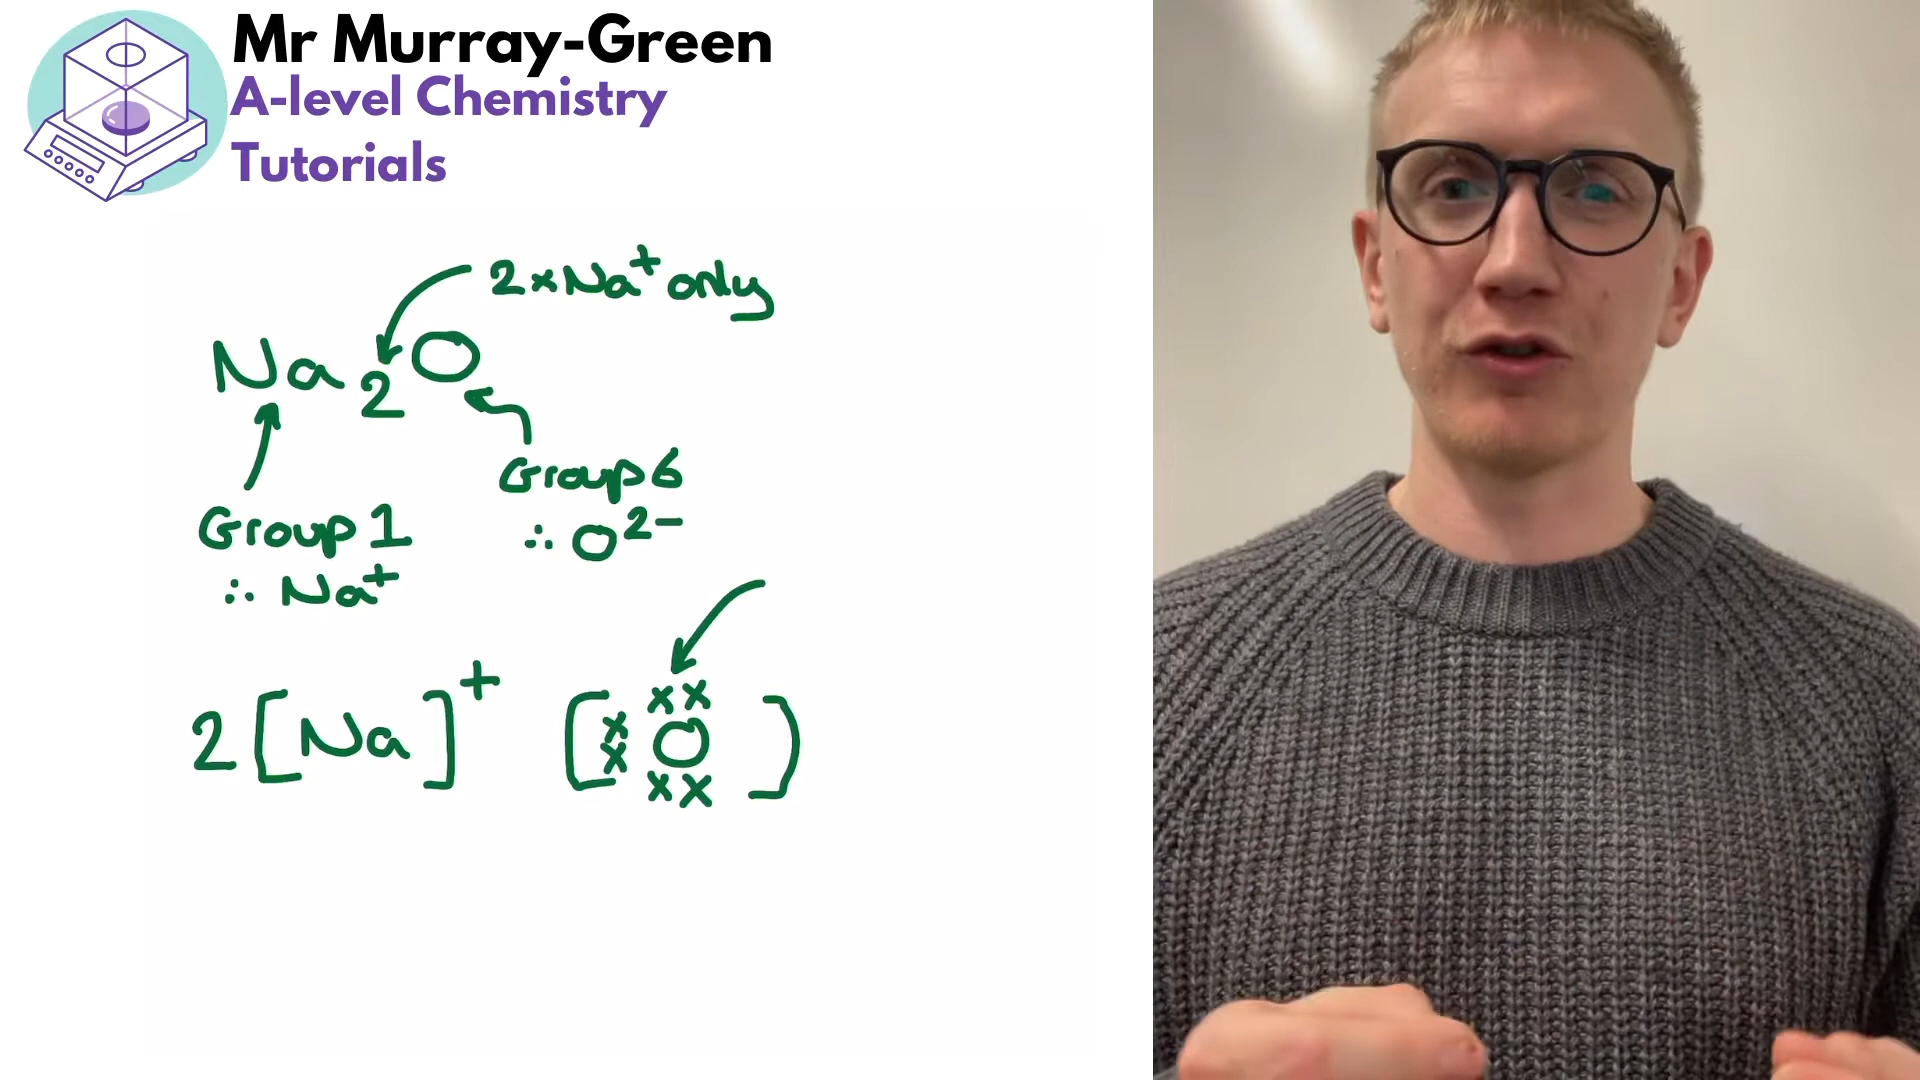 Mr Murray-Green
A-level Chemistry
Tutorials
2×Na⁺ only
Na₂O
Group 6
∴ O²⁻
Group 1
∴ Na⁺
2[Na]⁺ [××O××××]